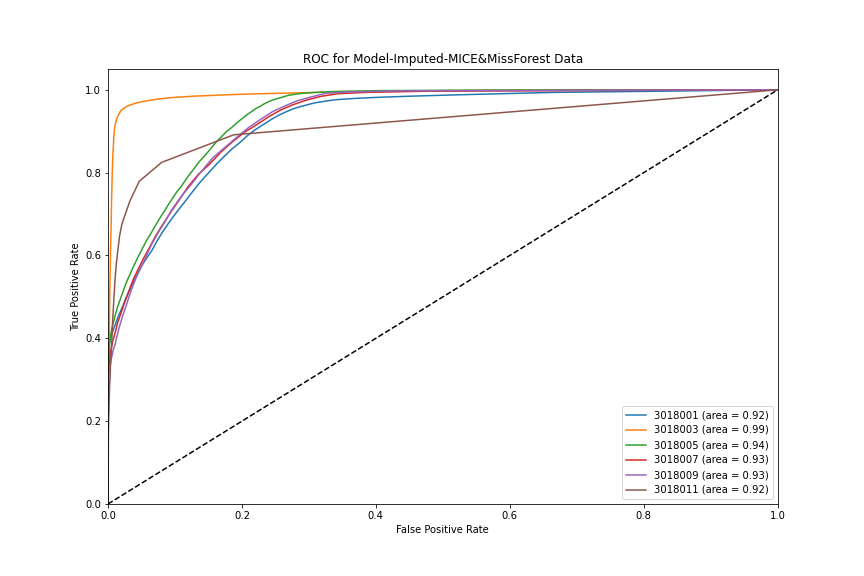 ROC for Model-Imputed-MICE&MissForest Data
1.0
0.8
0.6
0.4
0.2
0.0
True Positive Rate
0.0 0.2 0.4 0.6 0.8 1.0
False Positive Rate
3018001 (area = 0.92)
3018003 (area = 0.99)
3018005 (area = 0.94)
3018007 (area = 0.93)
3018009 (area = 0.93)
3018011 (area = 0.92)